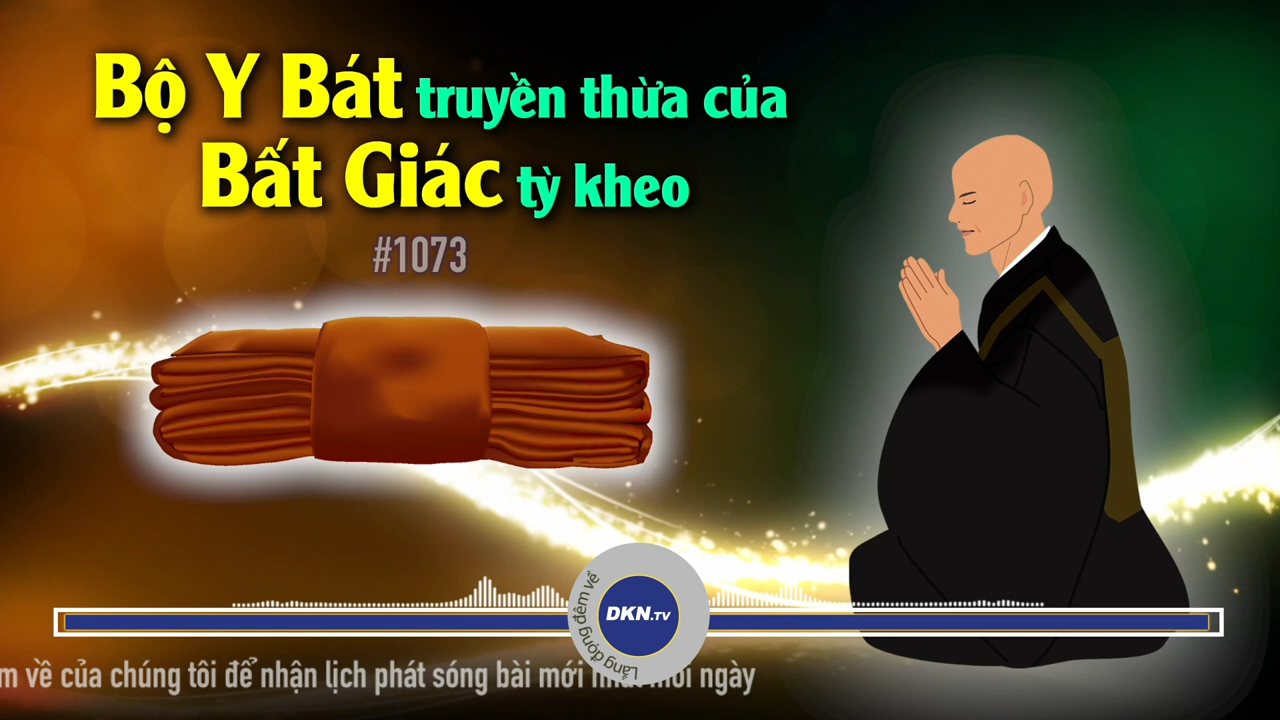 Bộ Y Bát truyền thừa của
Bất Giác tỳ kheo
#1073
Lắng đọng đêm về
DKN.TV
về của chúng tôi để nhận lịch phát sóng bài mới ngày